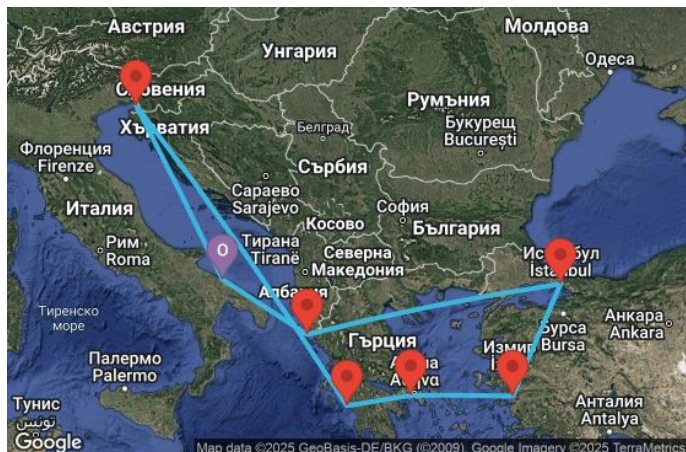 Австрия
Молдова
Унгария
Одеса
Словения
Румъния
Хърватия
Белград
Букурещ
București
Флоренция
Firenze
Сърбия
Сараево
Sarajevo
Италия
Косово
София
България
O
Рим
Roma
Тирана
Tiranë
Северна
Македония
Истанбул
İstanbul
Албания
Тиренско
море
Анкара
Ankara
Бурса
Bursa
Гърция
Палермо
Palermo
Измир
Анталия
Antalya
Тунис
تونس
Google
Map data ©2025 GeoBasis-DE/BKG (©2009), Google Imagery ©2025 TerraMetrics